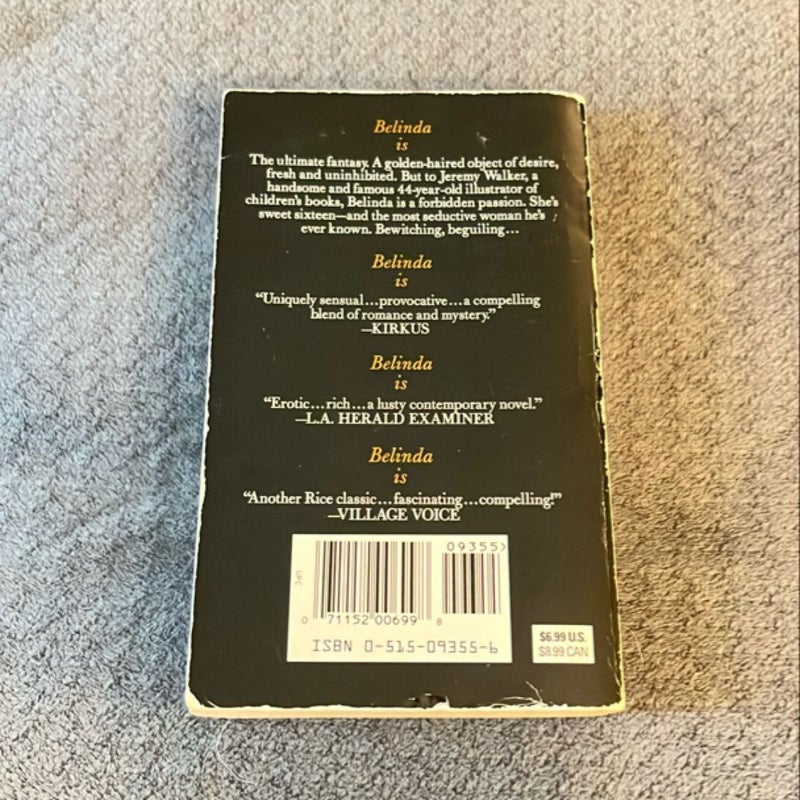 Belinda
is
The ultimate fantasy. A golden-haired object of desire,
fresh and uninhibited. But to Jeremy Walker, a
handsome and famous 44-year-old illustrator of
children's books, Belinda is a forbidden passion. She's
sweet sixteen—and the most seductive woman he's
ever known. Bewitching, beguiling...
Belinda
is
“Uniquely sensual...provocative...a compelling
blend of romance and mystery.”
—KIRKUS
Belinda
is
“Erotic...rich...a lusty contemporary novel.”
—L.A. HERALD EXAMINER
Belinda
is
“Another Rice classic...fascinating...compelling!”
—VILLAGE VOICE
09355>
UPC
0 71152 00699 8
ISBN 0-515-09355-6
$6.99 U.S.
$8.99 CAN